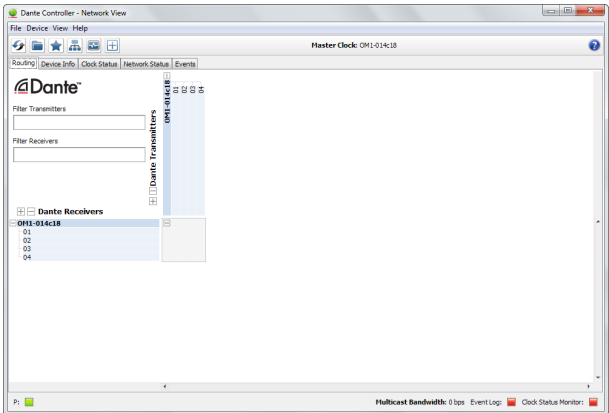 Dante Controller - Network View
File Device View Help
Master Clock: OM1-014c18
?
Routing Device Info Clock Status Network Status Events
Dante™
Filter Transmitters
Filter Receivers
Dante Transmitters
OM1-014c18
01
02
03
04
Dante Receivers
OM1-014c18
01
02
03
04
P:
Multicast Bandwidth: 0 bps Event Log: Clock Status Monitor: